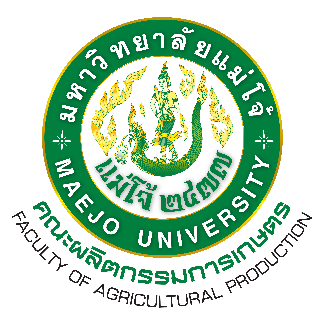 มหาวิทยาลัยแม่โจ้
แม่โจ้ ๒๔๗๗
MAEJO UNIVERSITY
คณะผลิตกรรมการเกษตร
FACULTY OF AGRICULTURAL PRODUCTION